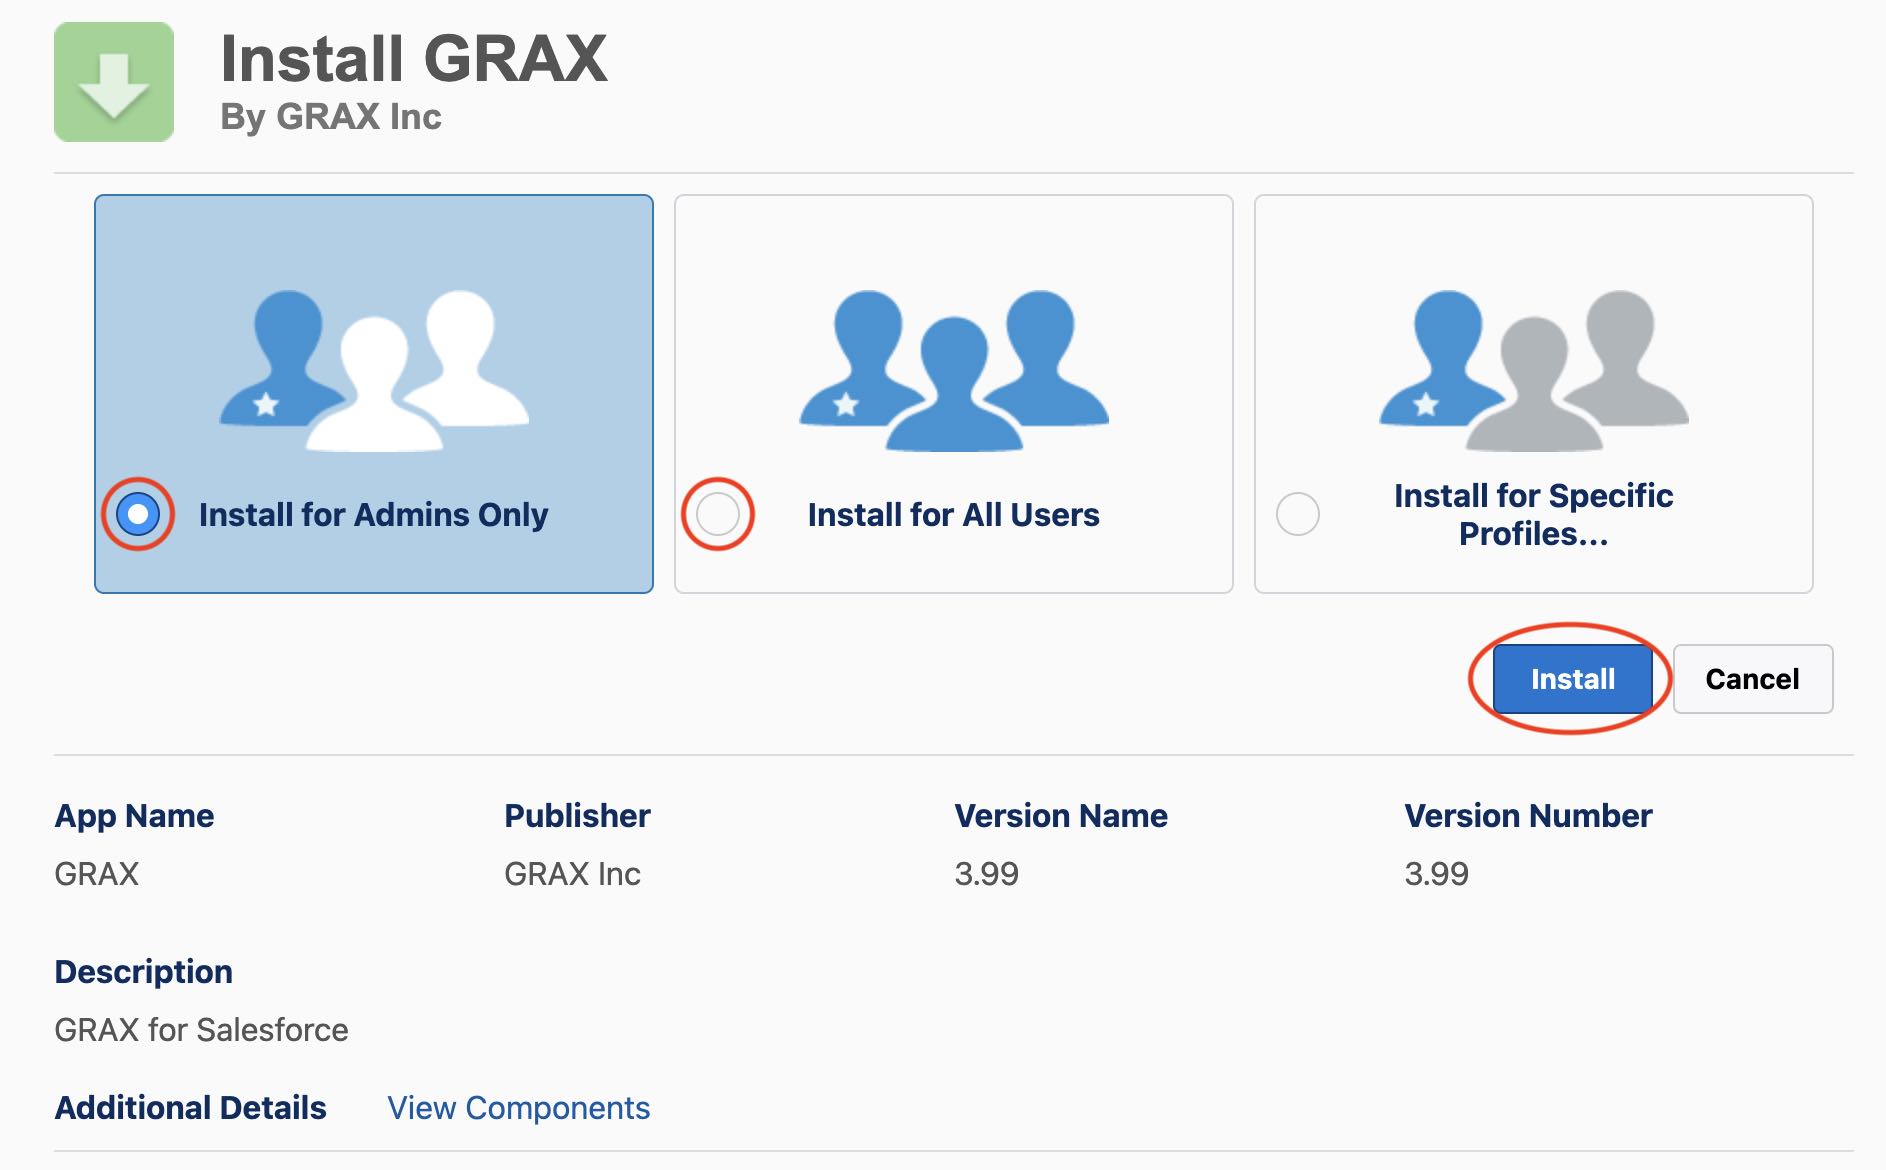 Install GRAX
By GRAX Inc
Install for Admins Only
Install for All Users
Install for Specific
Profiles...
Install
Cancel
App Name
Publisher
Version Name
Version Number
GRAX
GRAX Inc
3.99
3.99
Description
GRAX for Salesforce
Additional Details
View Components